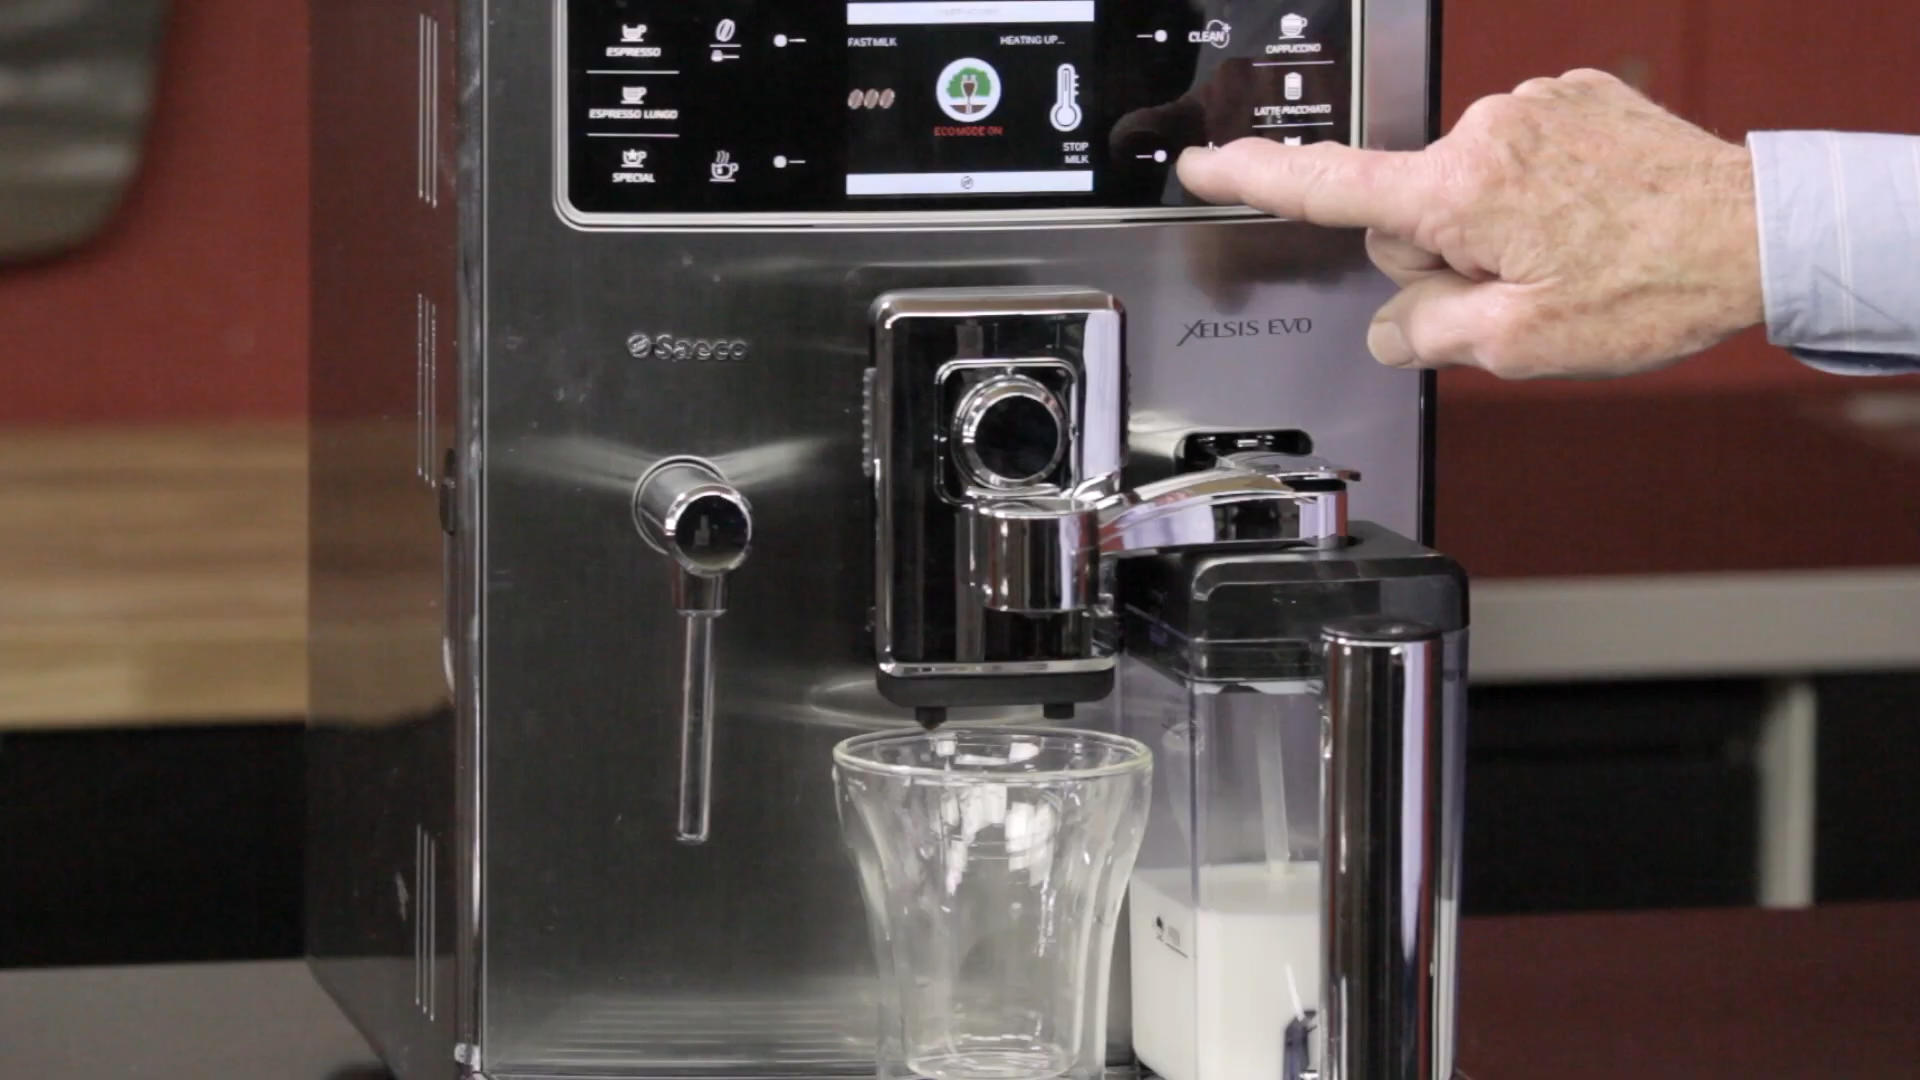 FAST MILK
HEATING UP...
ESPRESSO
CLEAN
CAPPUCCINO
ESPRESSO LUNGO
LATTE MACCHIATO
ECO MODE ON
STOP
MILK
SPECIAL
Saeco
XELSIS EVO